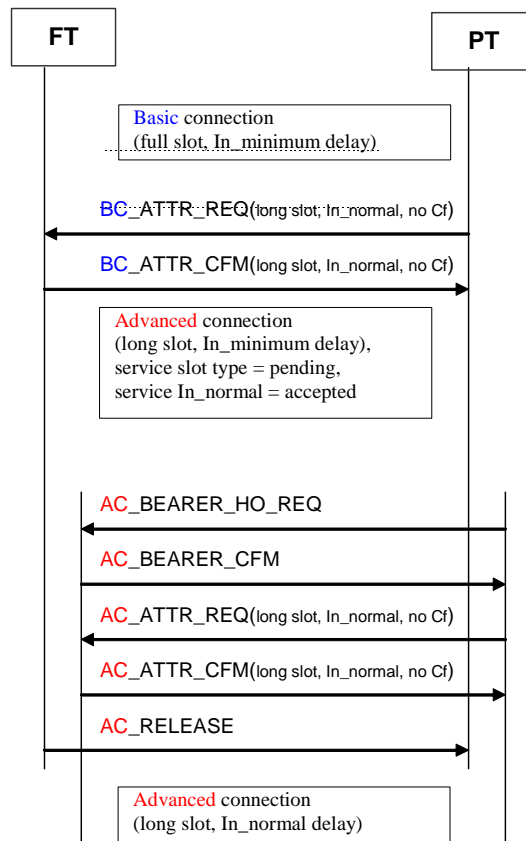 FT
PT
Basic connection
(full slot, In_minimum delay)
BC_ATTR_REQ(long slot, In_normal, no Cf)
BC_ATTR_CFM(long slot, In_normal, no Cf)
Advanced connection
(long slot, In_minimum delay),
service slot type = pending,
service In_normal = accepted
AC_BEARER_HO_REQ
AC_BEARER_CFM
AC_ATTR_REQ(long slot, In_normal, no Cf)
AC_ATTR_CFM(long slot, In_normal, no Cf)
AC_RELEASE
Advanced connection
(long slot, In_normal delay)